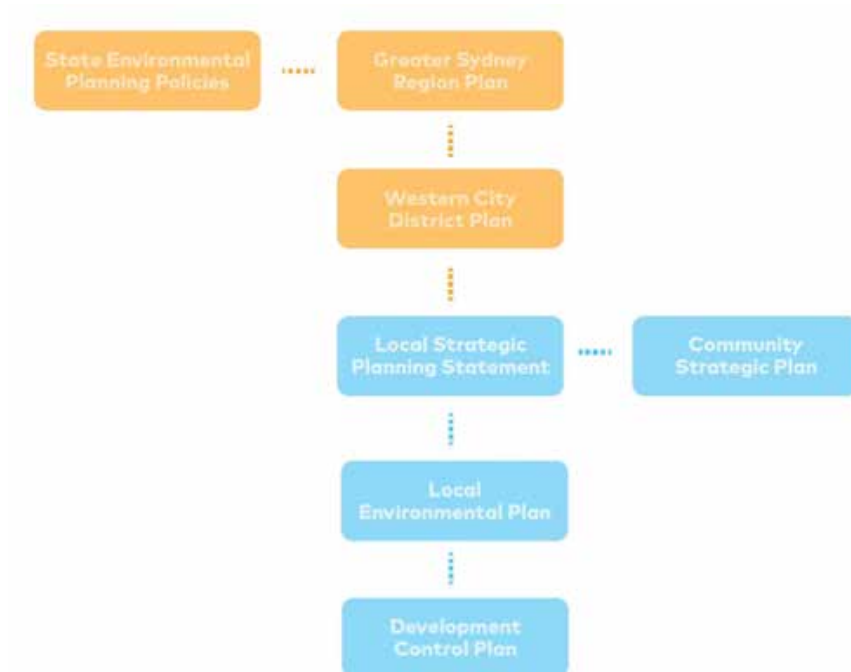 State Environmental
Planning Policies
Greater Sydney
Region Plan
Western City
District Plan
Local Strategic
Planning Statement
Community
Strategic Plan
Local
Environmental Plan
Development
Control Plan